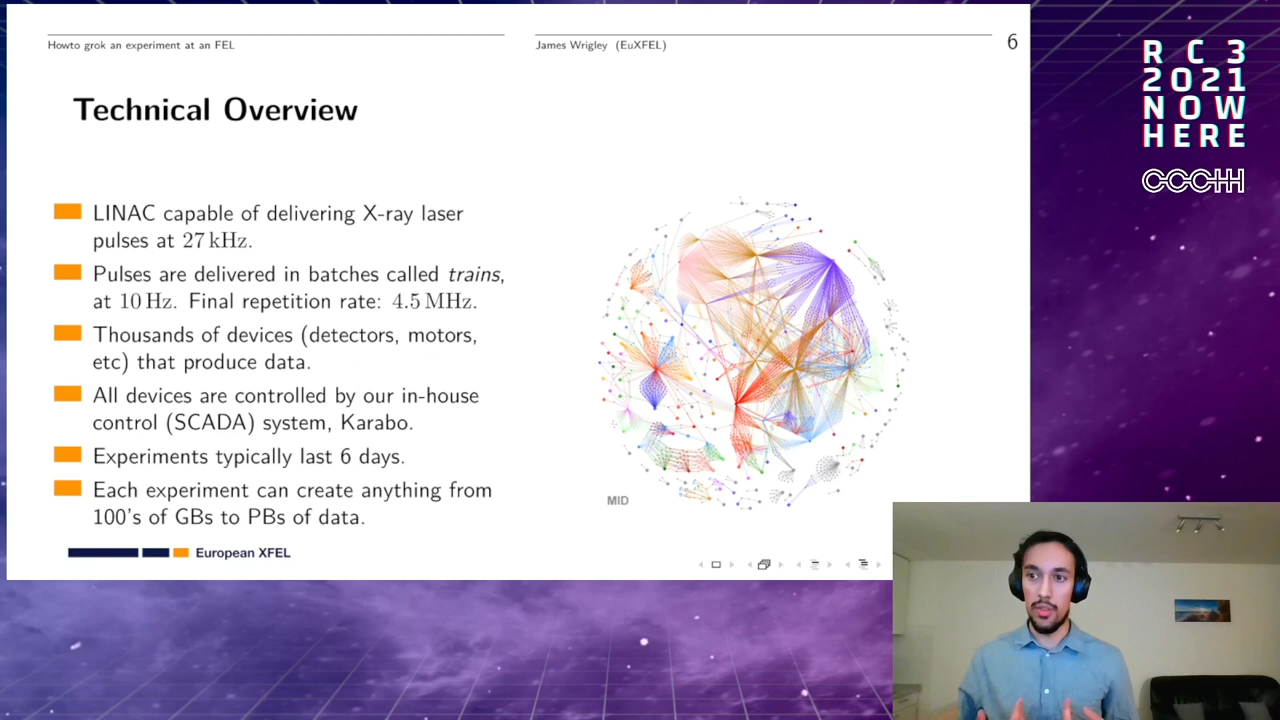 Howto grok an experiment at an FEL
James Wrigley (EuXFEL)
6
Technical Overview
LINAC capable of delivering X-ray laser
pulses at 27 kHz.
Pulses are delivered in batches called trains,
at 10 Hz. Final repetition rate: 4.5 MHz.
Thousands of devices (detectors, motors,
etc) that produce data.
All devices are controlled by our in-house
control (SCADA) system, Karabo.
Experiments typically last 6 days.
Each experiment can create anything from
100's of GBs to PBs of data.
MID
European XFEL
R C 3
2021
NOW
HERE
CCCHH